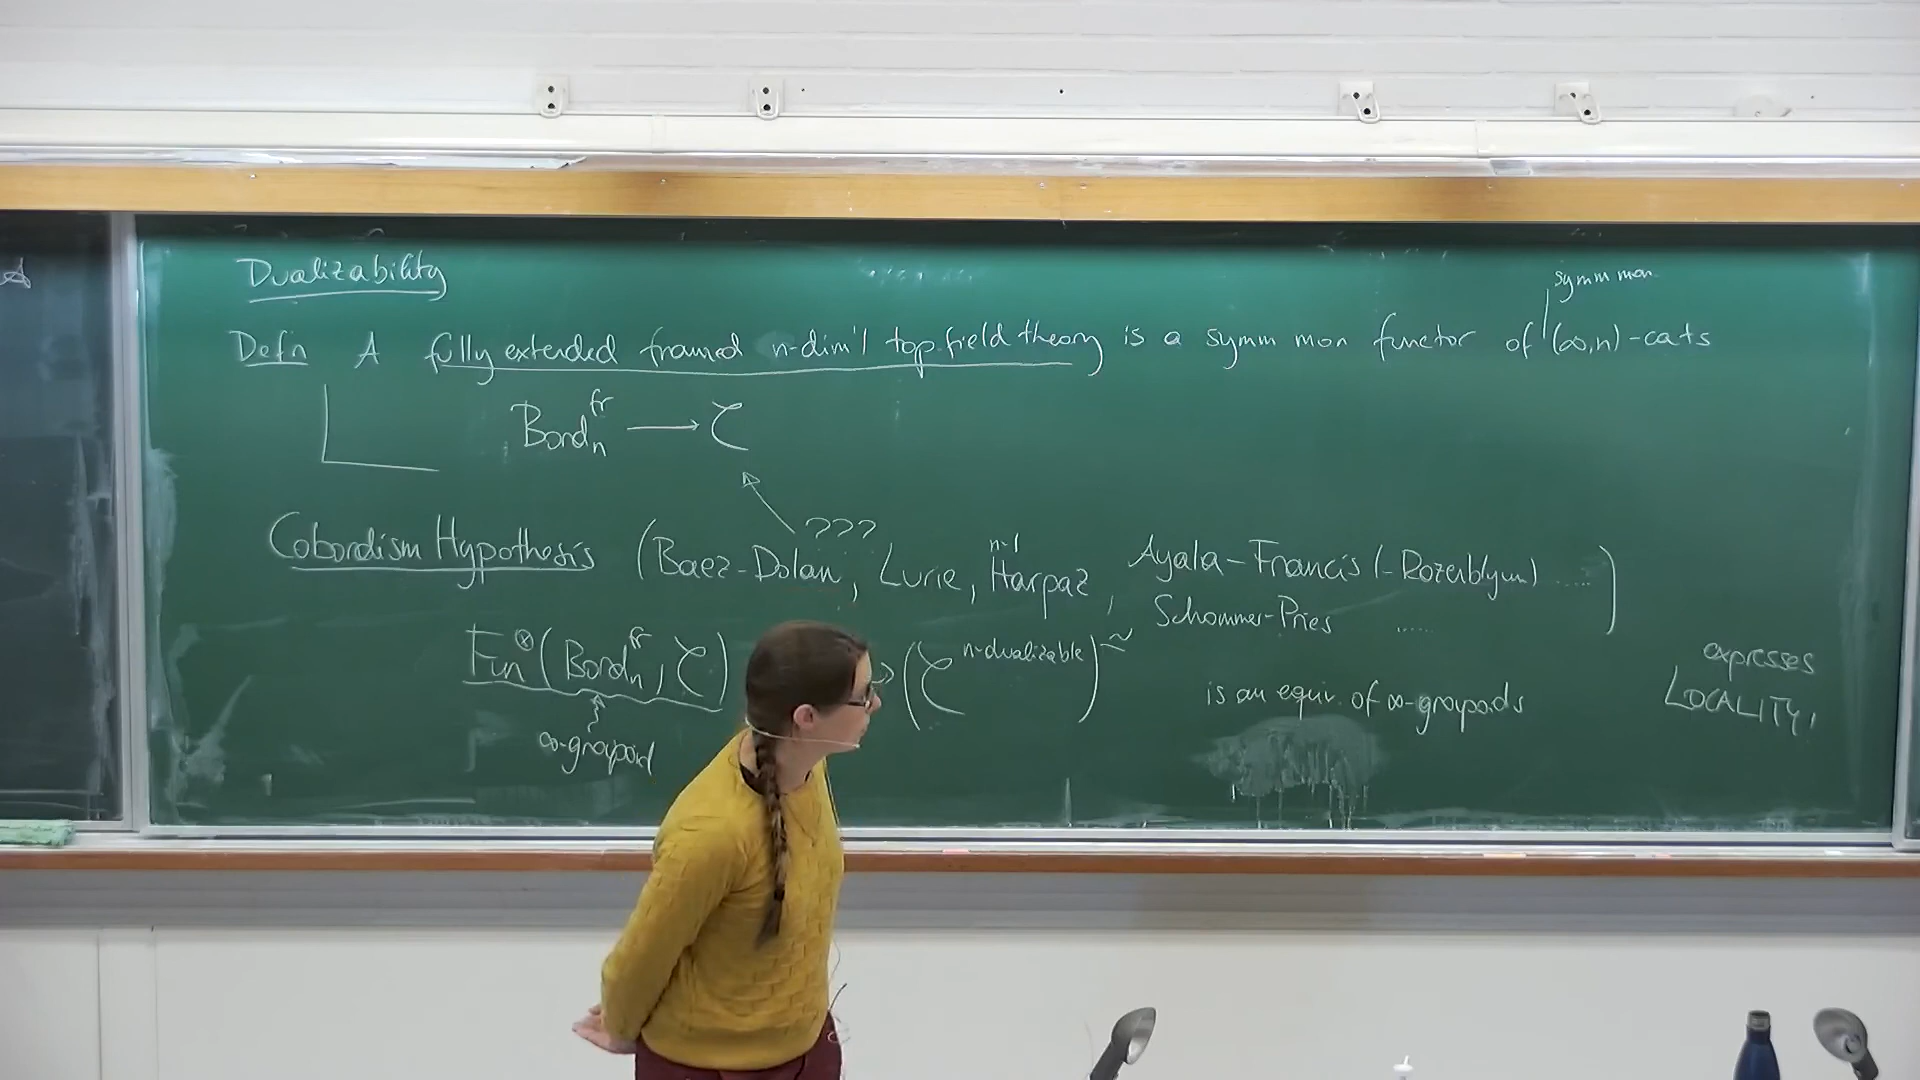 Dualizability
symm mon
Defn A fully extended framed n-dim'l top. field theory is a symm mon functor of (∞,n)-cats
Bord_n^fr → C
???
Cobordism Hypothesis (Baez-Dolan, Lurie, Harpaz, Ayala-Francis (-Rozenblyum) .....
n-1
Schommer-Pries ......)
Fun^⊗(Bord_n^fr, C) → (C^n-dualizable)^~ is an equiv. of ∞-groupoids
expresses
LOCALITY,
∞-groupoid